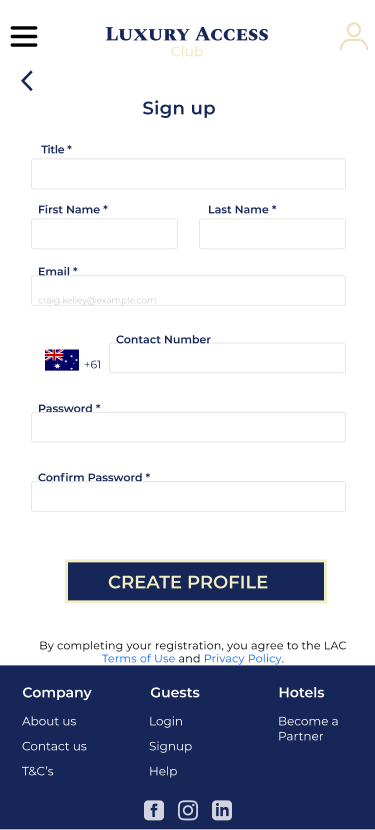 LUXURY ACCESS
Club
Sign up
Title *
First Name *
Last Name *
Email *
craig.kelley@example.com
Contact Number
+61
Password *
Confirm Password *
CREATE PROFILE
By completing your registration, you agree to the LAC
Terms of Use and Privacy Policy.
Company
About us
Contact us
T&C's
Guests
Login
Signup
Help
Hotels
Become a
Partner